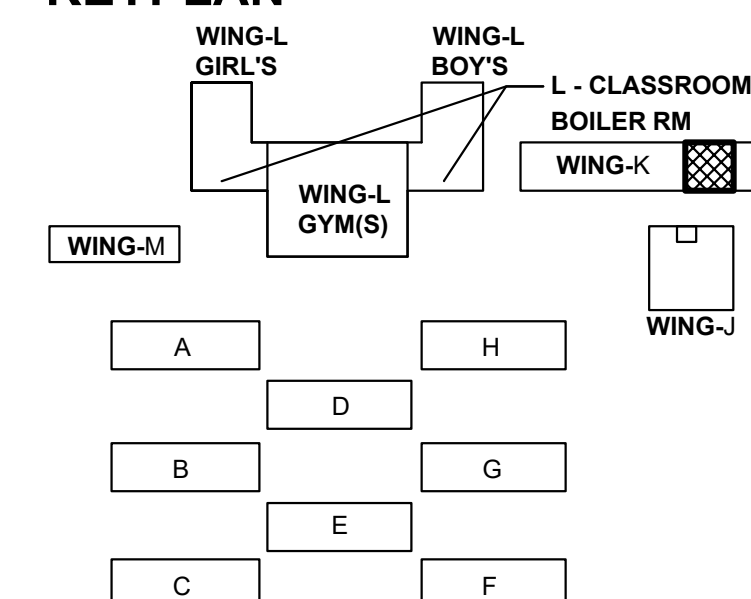 WING-L
GIRL'S
WING-L
BOY'S
L - CLASSROOM
BOILER RM
WING-K
WING-L
GYM(S)
WING-M
WING-J
A
H
D
B
G
E
C
F